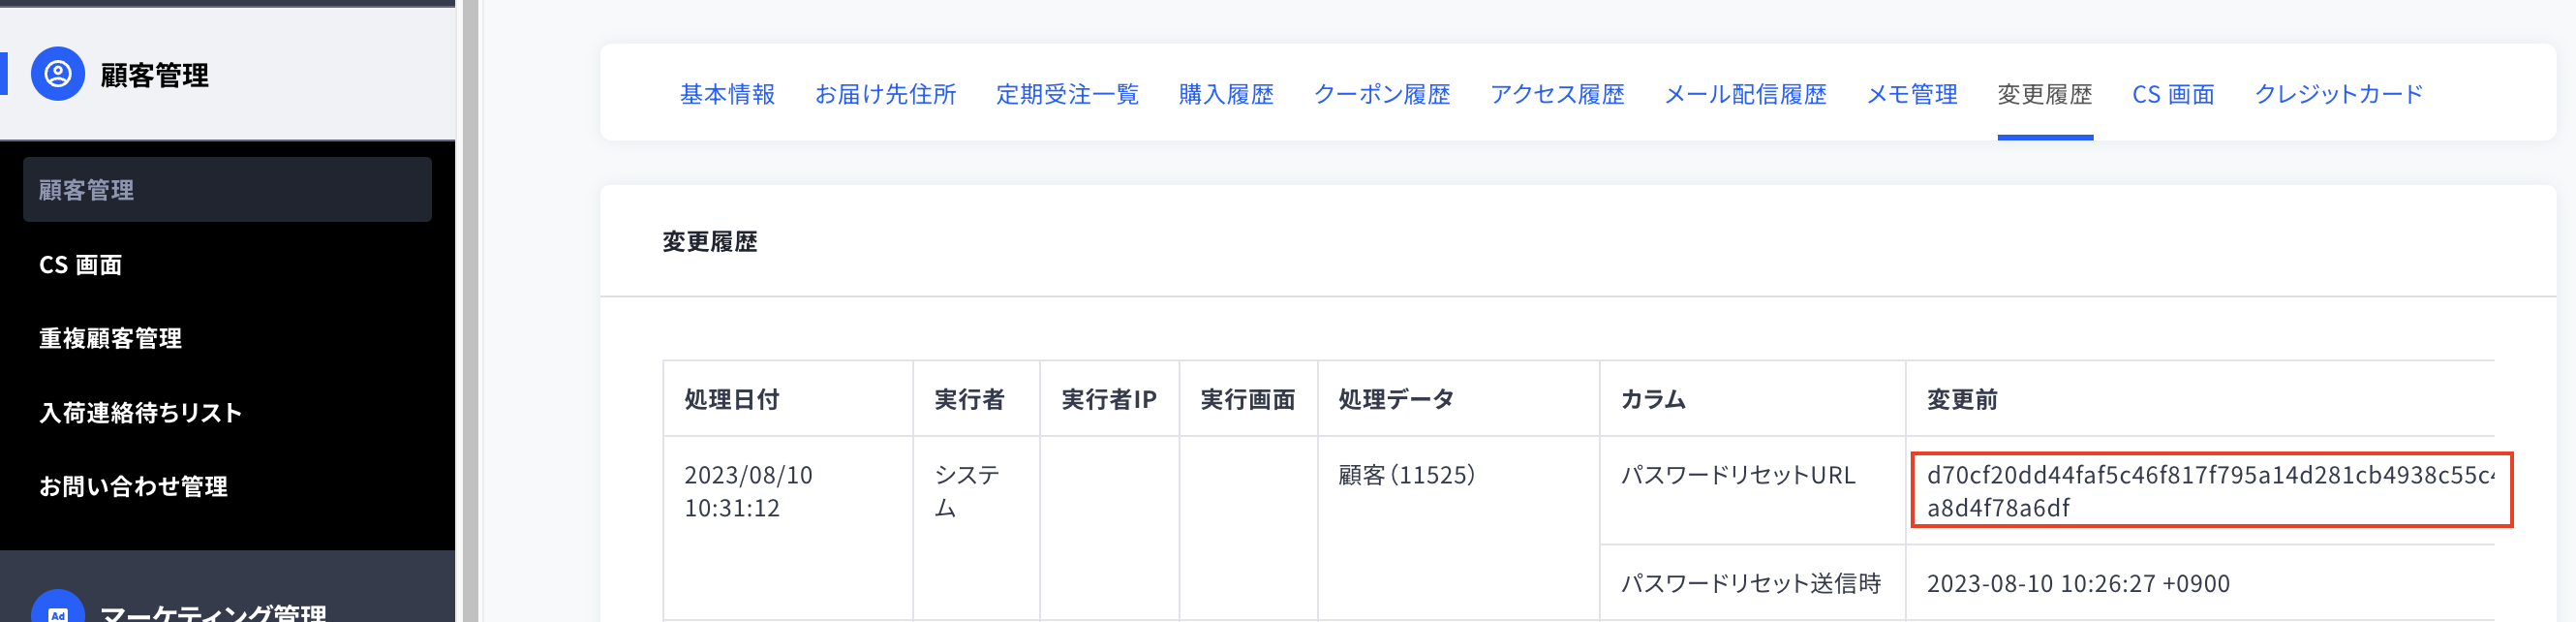 顧客管理
顧客管理
CS 画面
重複顧客管理
入荷連絡待ちリスト
お問い合わせ管理
Ad マーケティング管理
基本情報 お届け先住所 定期受注一覧 購入履歴 クーポン履歴 アクセス履歴 メール配信履歴 メモ管理 変更履歴 CS 画面 クレジットカード
変更履歴
処理日付 実行者 実行者IP 実行画面 処理データ カラム 変更前
2023/08/10 システ 顧客（11525） パスワードリセットURL d70cf20dd44faf5c46f817f795a14d281cb4938c55c
10:31:12 ム a8d4f78a6df
パスワードリセット送信時 2023-08-10 10:26:27 +0900